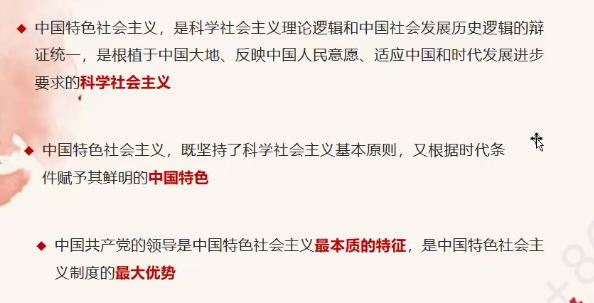 中国特色社会主义，是科学社会主义理论逻辑和中国社会发展历史逻辑的辩
证统一，是根植于中国大地、反映中国人民意愿、适应中国和时代发展进步
要求的科学社会主义
中国特色社会主义，既坚持了科学社会主义基本原则，又根据时代条
件赋予其鲜明的中国特色
中国共产党的领导是中国特色社会主义最本质的特征，是中国特色社会主
义制度的最大优势